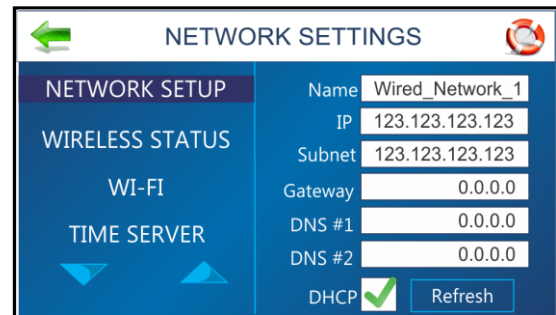 NETWORK SETTINGS
NETWORK SETUP
WIRELESS STATUS
WI-FI
TIME SERVER
Name Wired_Network_1
IP 123.123.123.123
Subnet 123.123.123.123
Gateway 0.0.0.0
DNS #1 0.0.0.0
DNS #2 0.0.0.0
DHCP Refresh